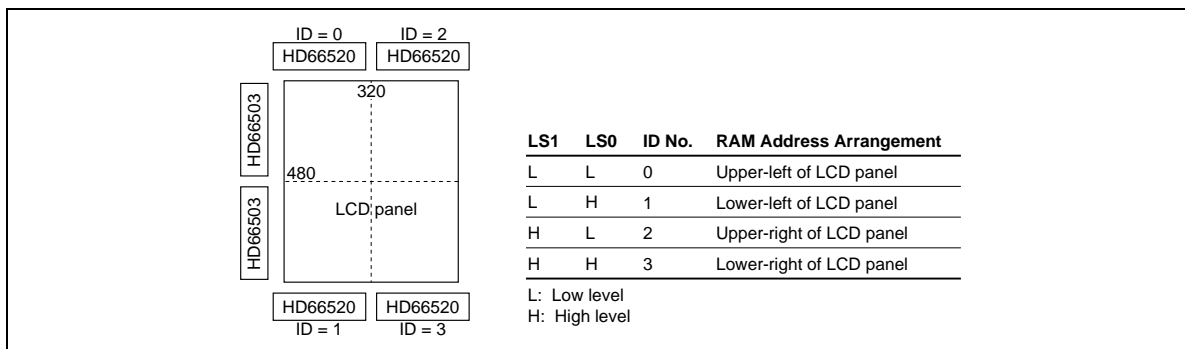 ID = 0 ID = 2
HD66520 HD66520
HD66503
HD66503
320
480
LCD panel
HD66520 HD66520
ID = 1 ID = 3
LS1 LS0 ID No. RAM Address Arrangement
L L 0 Upper-left of LCD panel
L H 1 Lower-left of LCD panel
H L 2 Upper-right of LCD panel
H H 3 Lower-right of LCD panel
L: Low level
H: High level